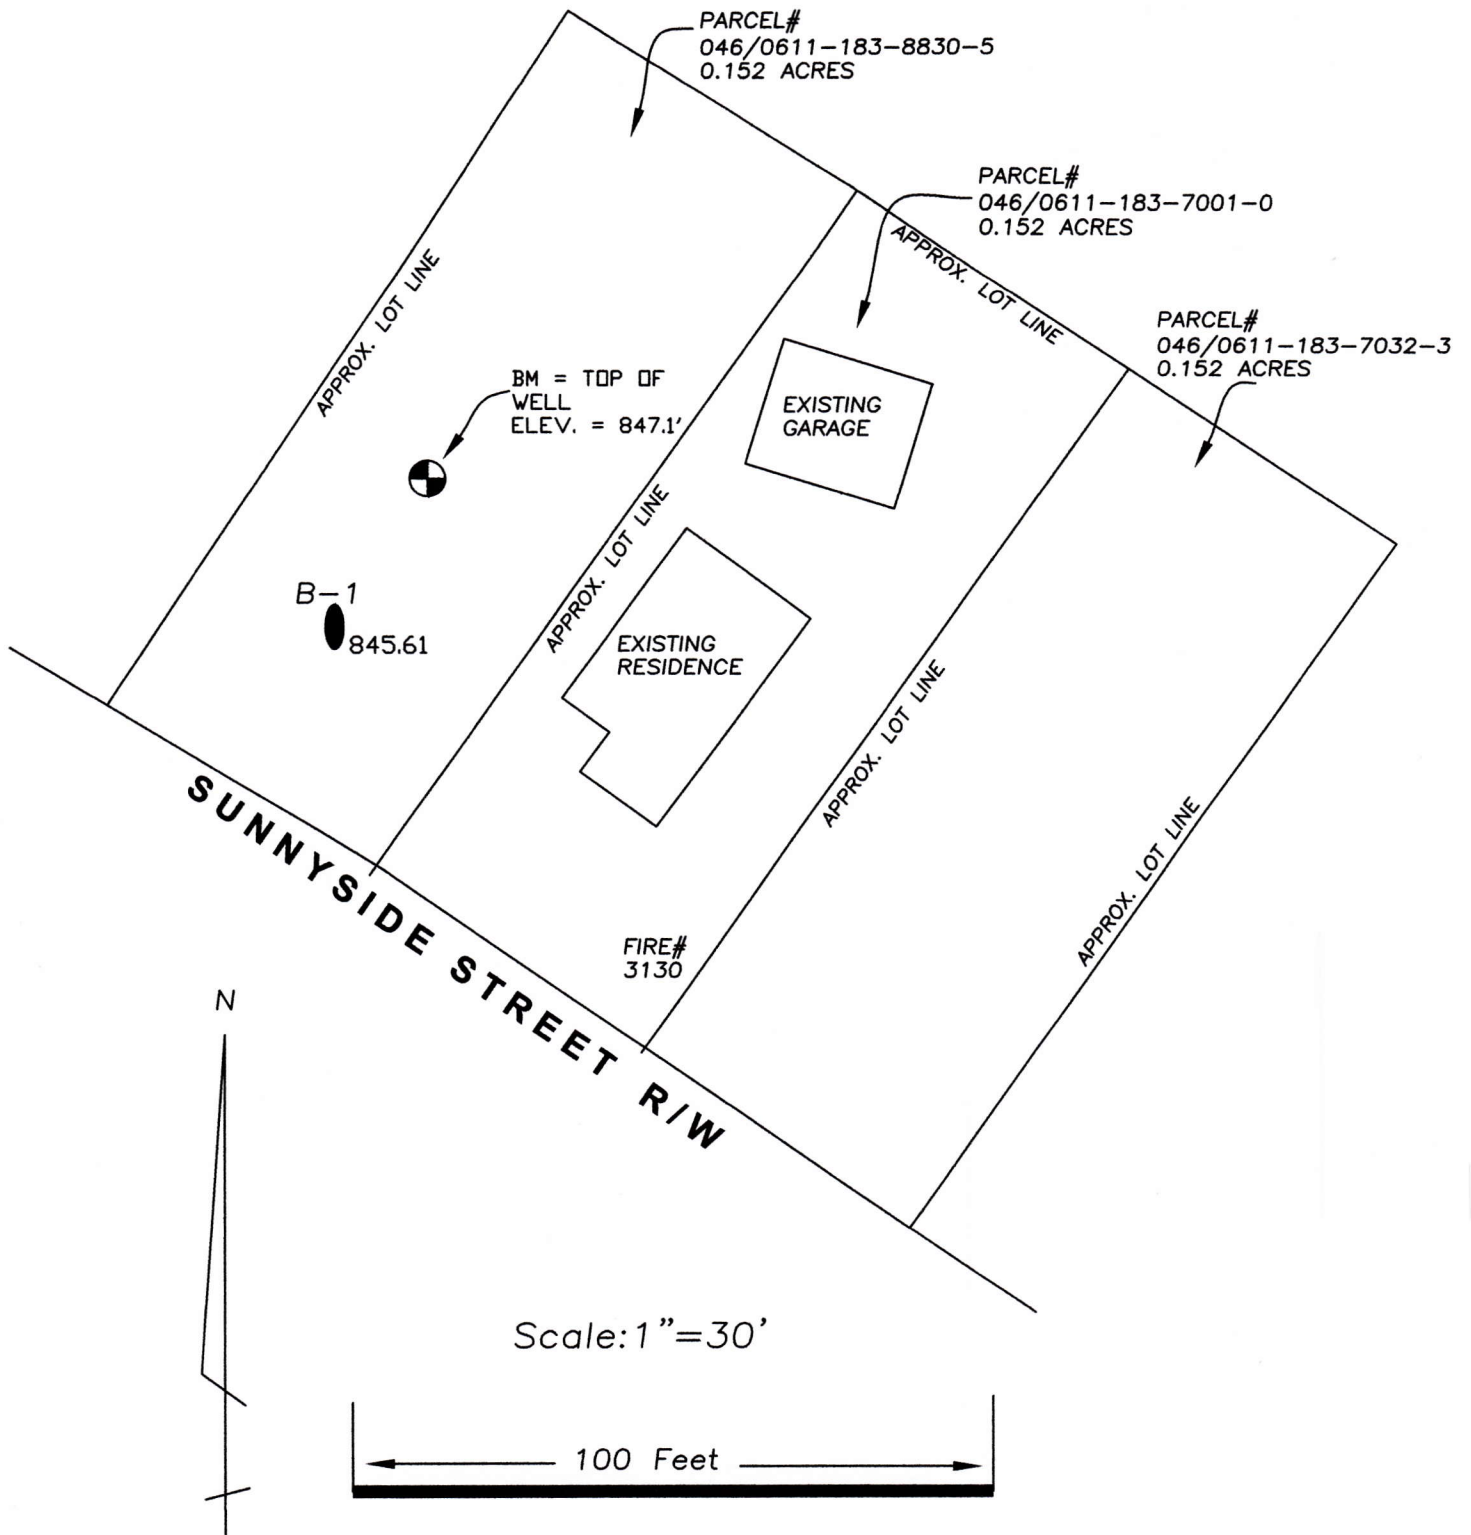 PARCEL#
046/0611-183-8830-5
0.152 ACRES
PARCEL#
046/0611-183-7001-0
0.152 ACRES
APPROX. LOT LINE
PARCEL#
046/0611-183-7032-3
0.152 ACRES
APPROX. LOT LINE
BM = TOP OF
WELL
ELEV. = 847.1'
EXISTING
GARAGE
APPROX. LOT LINE
B-1
845.61
EXISTING
RESIDENCE
APPROX. LOT LINE
APPROX. LOT LINE
SUNNYSIDE STREET R/W
FIRE#
3130
N
Scale:1"=30'
100 Feet